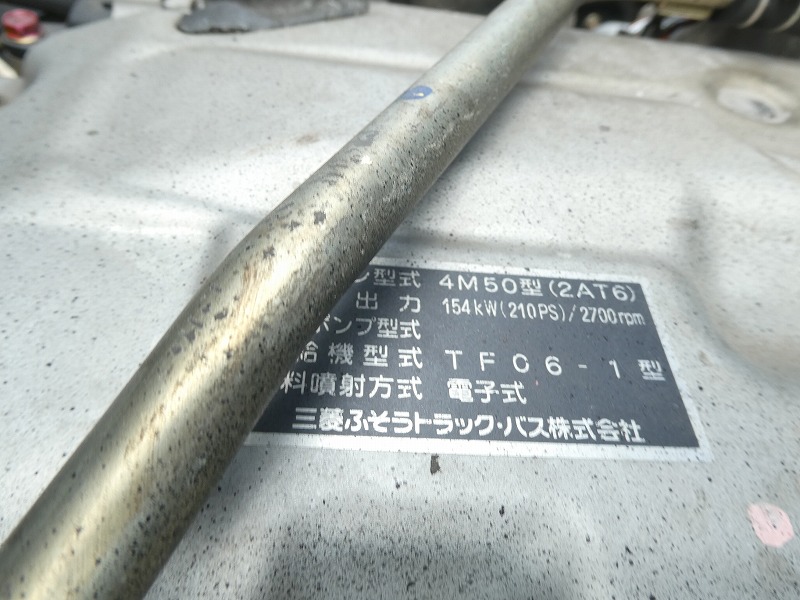 ン型式 4M50型(2AT6)
出力 154kW(210PS)/2700rpm
ポンプ型式
給機型式 TF06-1型
料噴射方式 電子式
三菱ふそうトラック・バス株式会社